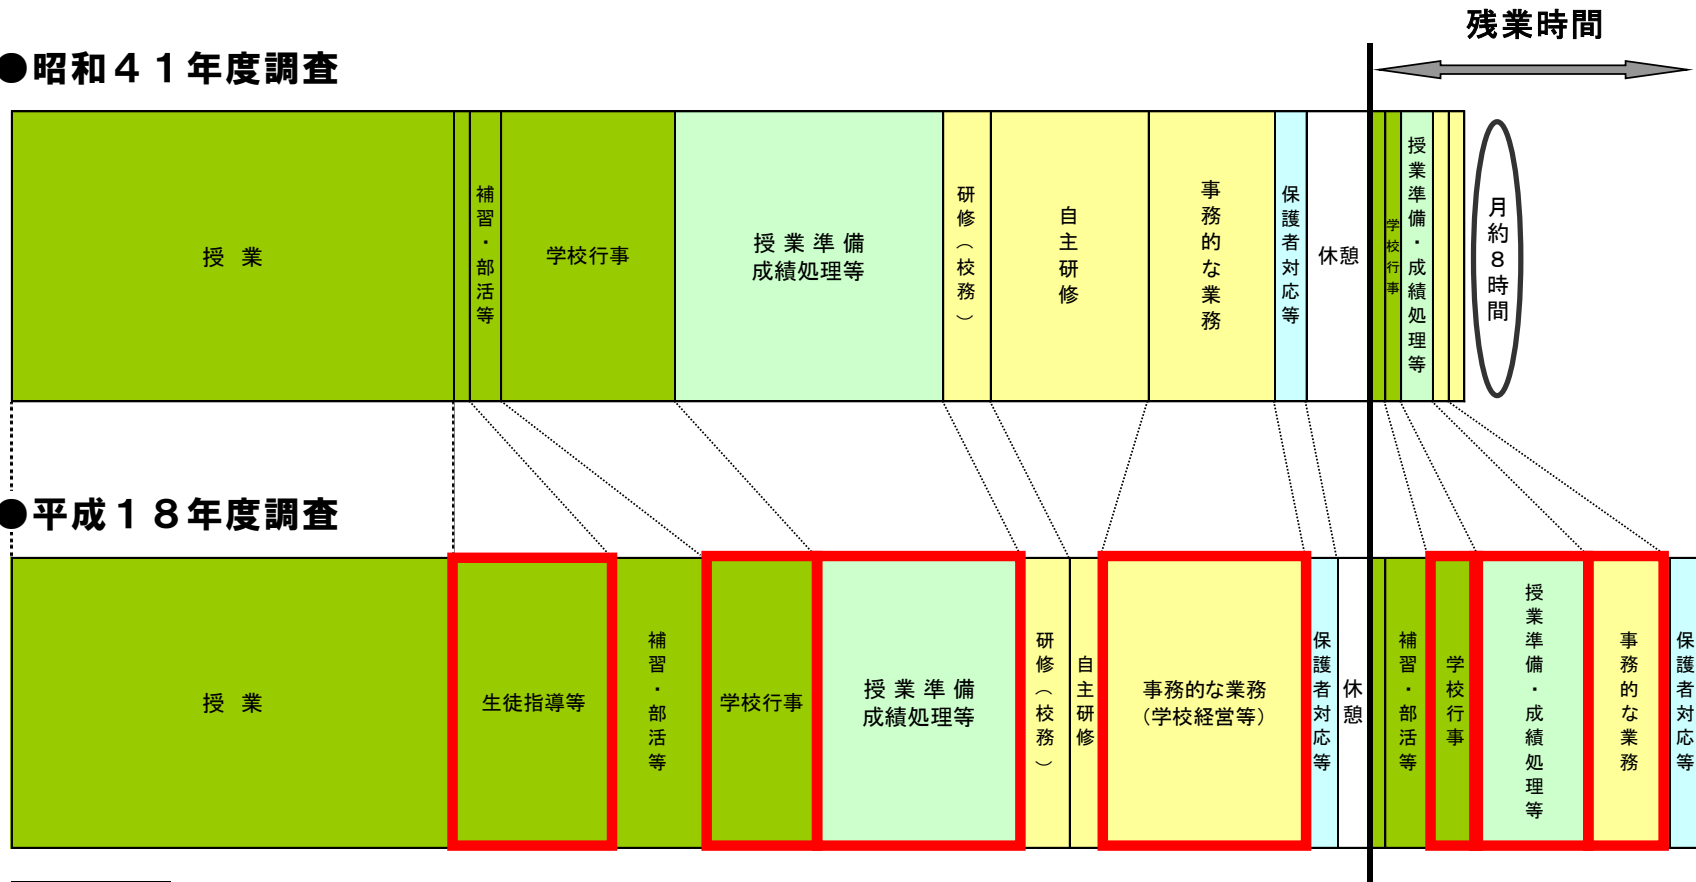 残業時間
●昭和４１年度調査
授 業
補習・部活等
学校行事
授 業 準 備
成績処理等
研修（校務）
自主研修
事務的な業務
保護者対応等
休憩
学校行事
授業準備・成績処理等
月約８時間
●平成１８年度調査
授 業
生徒指導等
補習・部活等
学校行事
授 業 準 備
成績処理等
研修（校務）
自主研修
事務的な業務
（学校経営等）
保護者対応等
休憩
補習・部活等
学校行事
授業準備・成績処理等
事務的な業務
保護者対応等